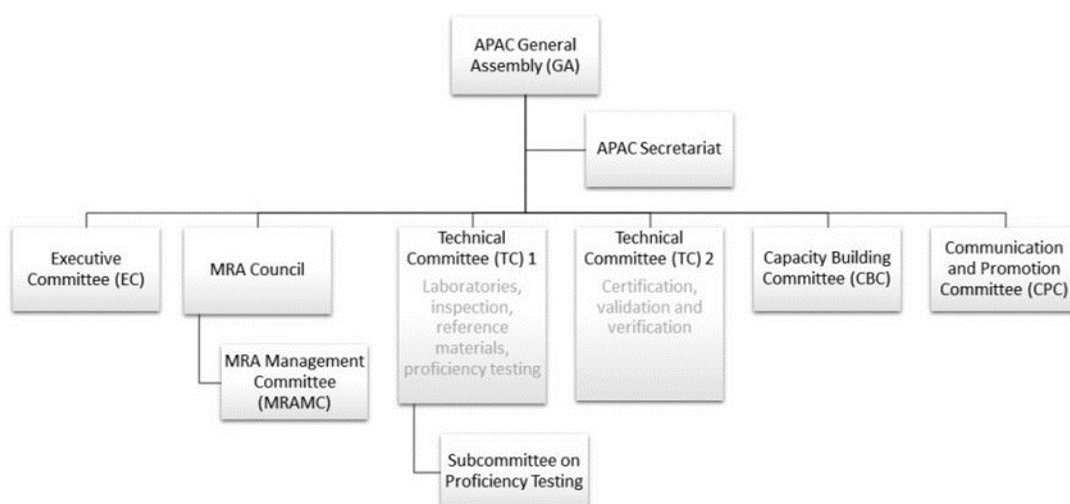 APAC General
Assembly (GA)
APAC Secretariat
Executive
Committee (EC)
MRA Council
Technical
Committee (TC) 1
Laboratories,
inspection,
reference
materials,
proficiency testing
Technical
Committee (TC) 2
Certification,
validation and
verification
Capacity Building
Committee (CBC)
Communication
and Promotion
Committee (CPC)
MRA Management
Committee
(MRAMC)
Subcommittee on
Proficiency Testing